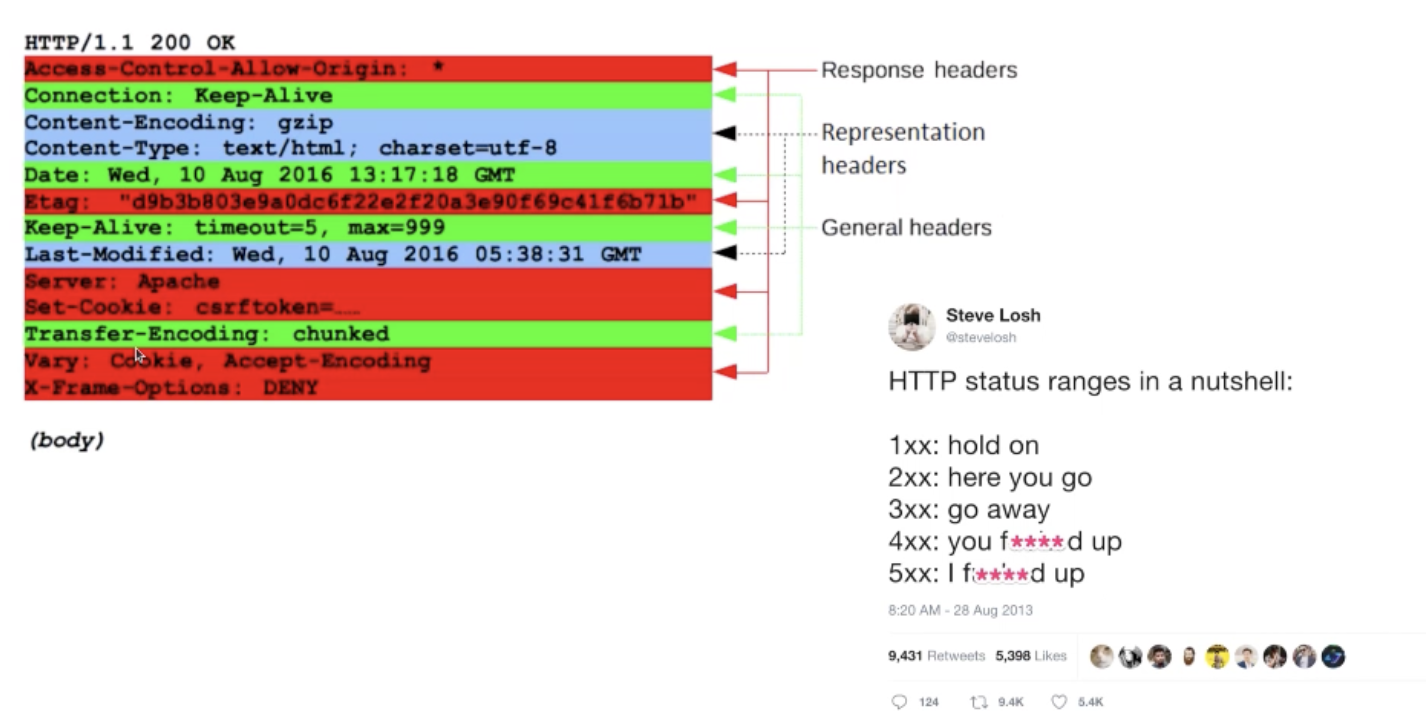 HTTP/1.1 200 OK
Access-Control-Allow-Origin: *
Connection: Keep-Alive
Content-Encoding: gzip
Content-Type: text/html; charset=utf-8
Date: Wed, 10 Aug 2016 13:17:18 GMT
Etag: "d9b3b803e9a0dc6f22e2f20a3e90f69c41f6b71b"
Keep-Alive: timeout=5, max=999
Last-Modified: Wed, 10 Aug 2016 05:38:31 GMT
Server: Apache
Set-Cookie: csrftoken=……
Transfer-Encoding: chunked
Vary: Cookie, Accept-Encoding
X-Frame-Options: DENY
(body)
Response headers
Representation
headers
General headers
Steve Losh
@stevelosh
HTTP status ranges in a nutshell:
1xx: hold on
2xx: here you go
3xx: go away
4xx: you f****d up
5xx: I f****d up
8:20 AM - 28 Aug 2013
9,431 Retweets 5,398 Likes
124 9.4K 5.4K